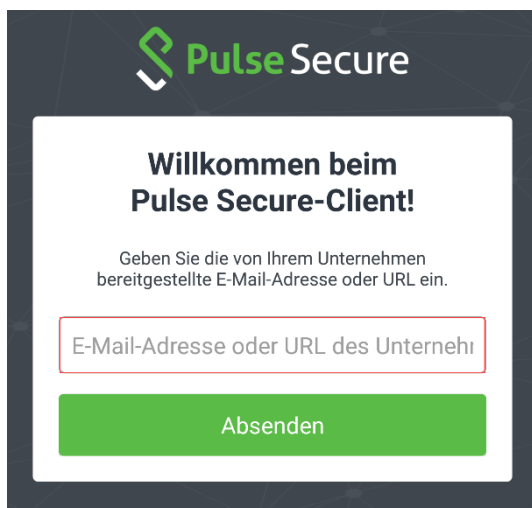 Pulse Secure
Willkommen beim
Pulse Secure-Client!
Geben Sie die von Ihrem Unternehmen
bereitgestellte E-Mail-Adresse oder URL ein.
E-Mail-Adresse oder URL des Unterneh
Absenden